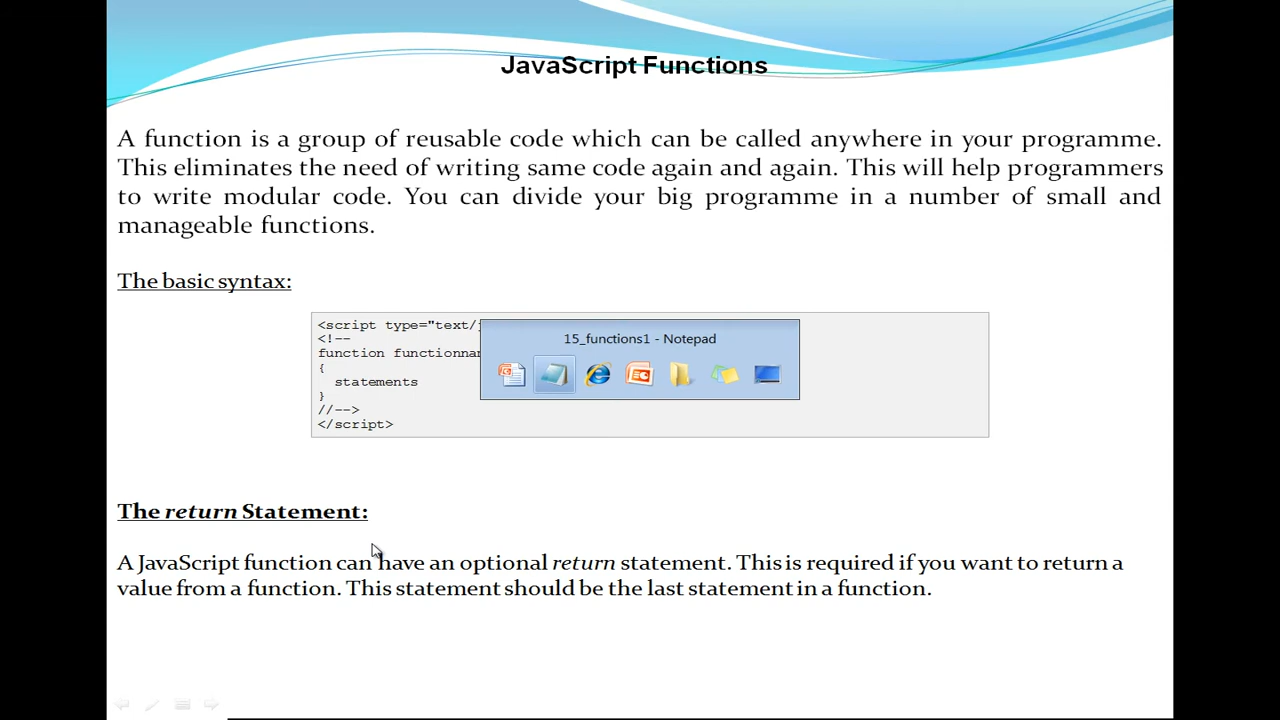 JavaScript Functions
A function is a group of reusable code which can be called anywhere in your programme.
This eliminates the need of writing same code again and again. This will help programmers
to write modular code. You can divide your big programme in a number of small and
manageable functions.
The basic syntax:
<script type="text/
<!--
function functionnam
{
statements
}
//-->
</script>
15_functions1 - Notepad
The return Statement:
A JavaScript function can have an optional return statement. This is required if you want to return a
value from a function. This statement should be the last statement in a function.